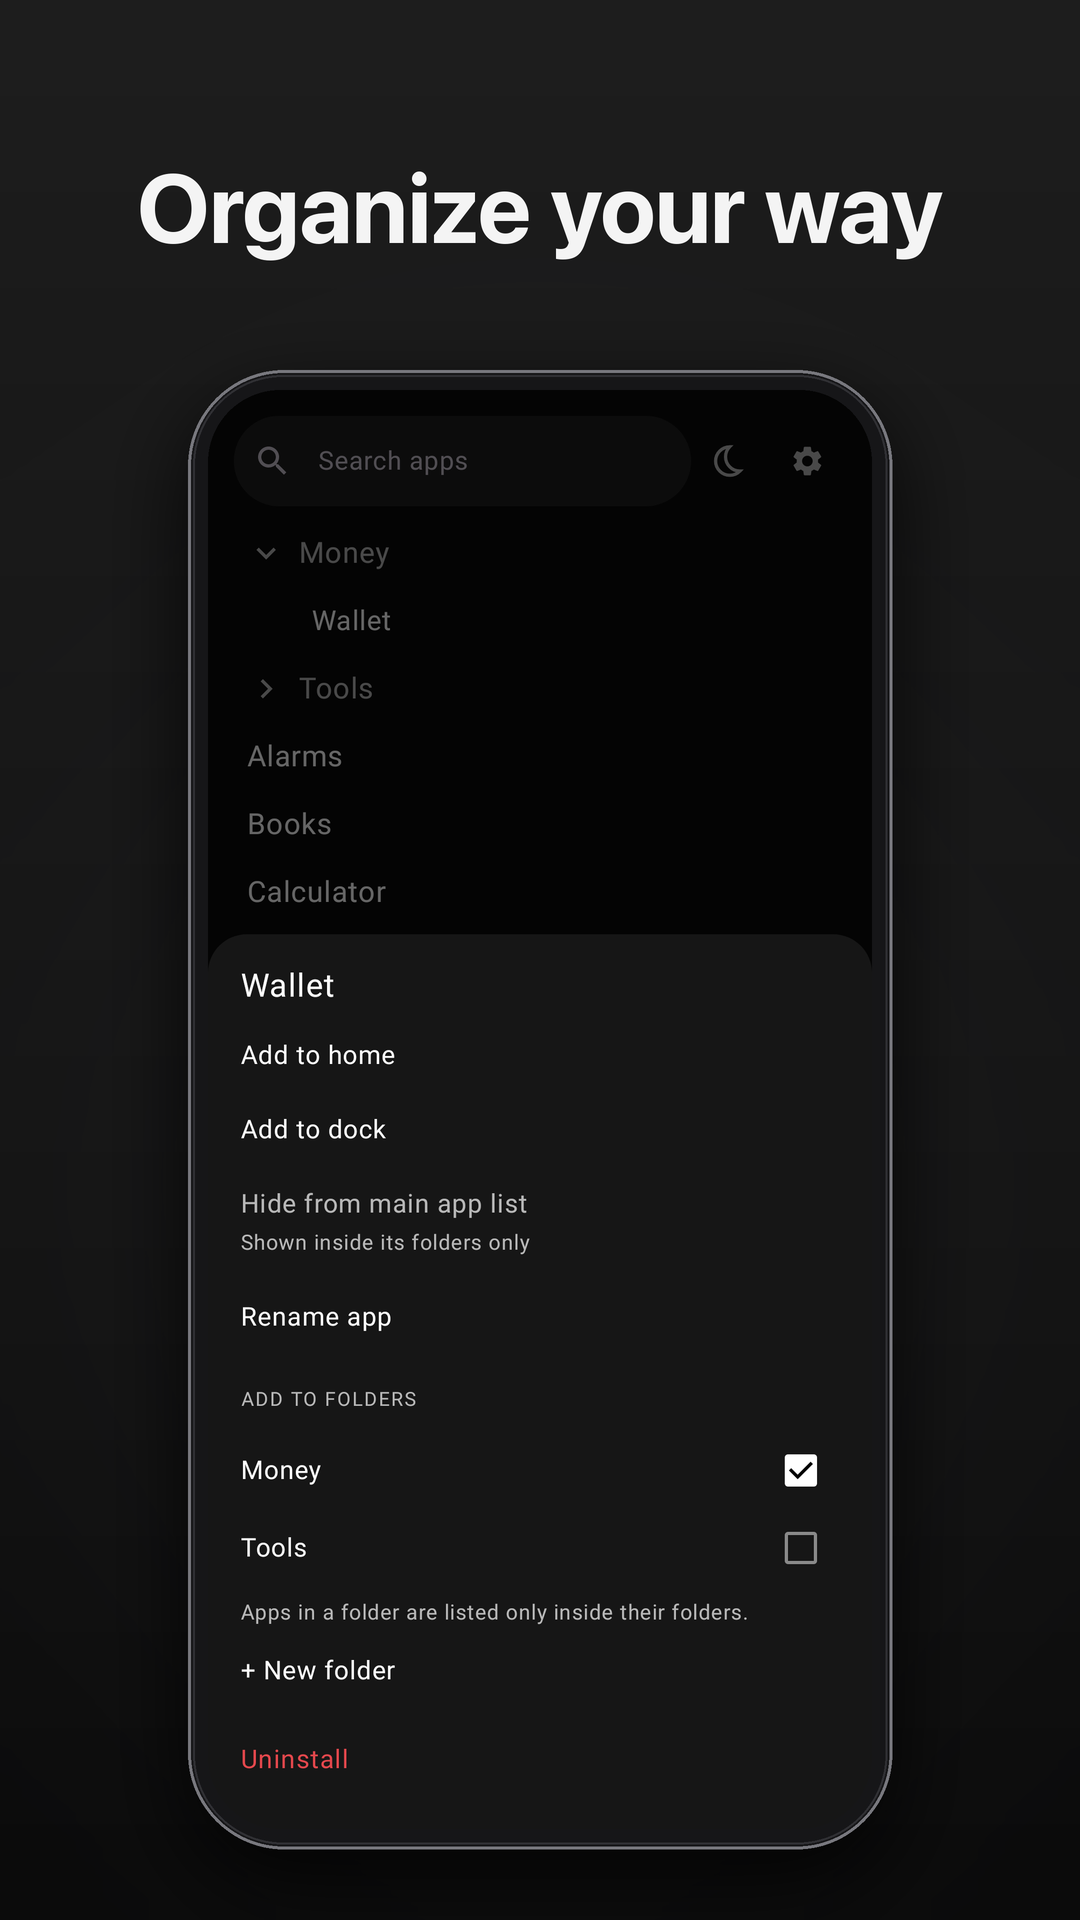 Organize your way
Search apps
Money
Wallet
Tools
Alarms
Books
Calculator
Wallet
Add to home
Add to dock
Hide from main app list
Shown inside its folders only
Rename app
ADD TO FOLDERS
Money
Tools
Apps in a folder are listed only inside their folders.
+ New folder
Uninstall